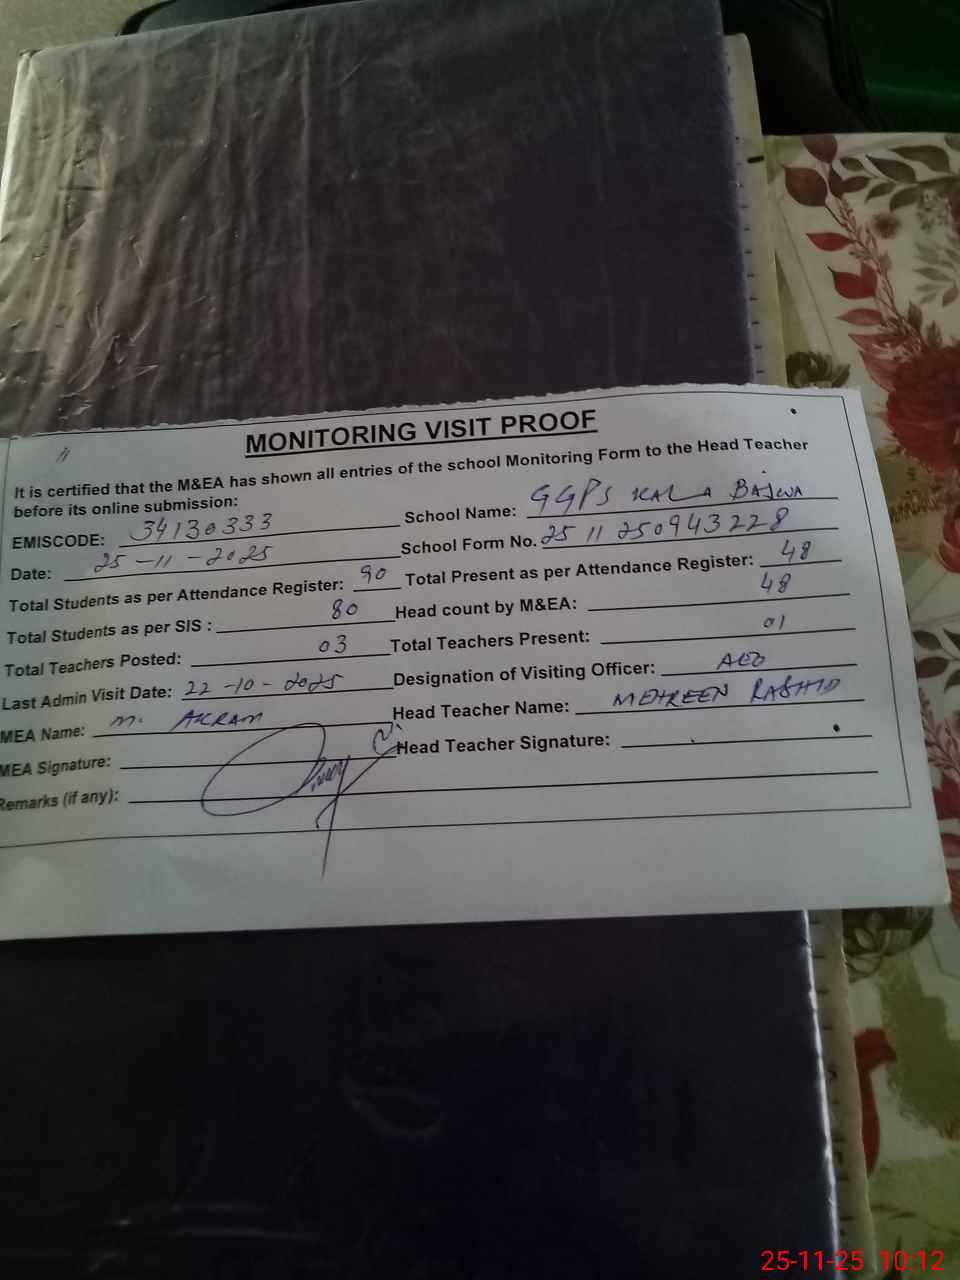 MONITORING VISIT PROOF
It is certified that the M&EA has shown all entries of the school Monitoring Form to the Head Teacher
before its online submission:
EMISCODE: 34130333 School Name: GGPS KALA BAJWA
Date: 25-11-2025 School Form No. 25 11 250943228
Total Students as per Attendance Register: 90 Total Present as per Attendance Register: 48
Total Students as per SIS : 80 Head count by M&EA: 48
Total Teachers Posted: 03 Total Teachers Present: 01
Last Admin Visit Date: 22-10-2025 Designation of Visiting Officer: AEO
MEA Name: M. AKRAM Head Teacher Name: MEHREEN RASHID
MEA Signature: Head Teacher Signature:
Remarks (if any):
25-11-25 10:12